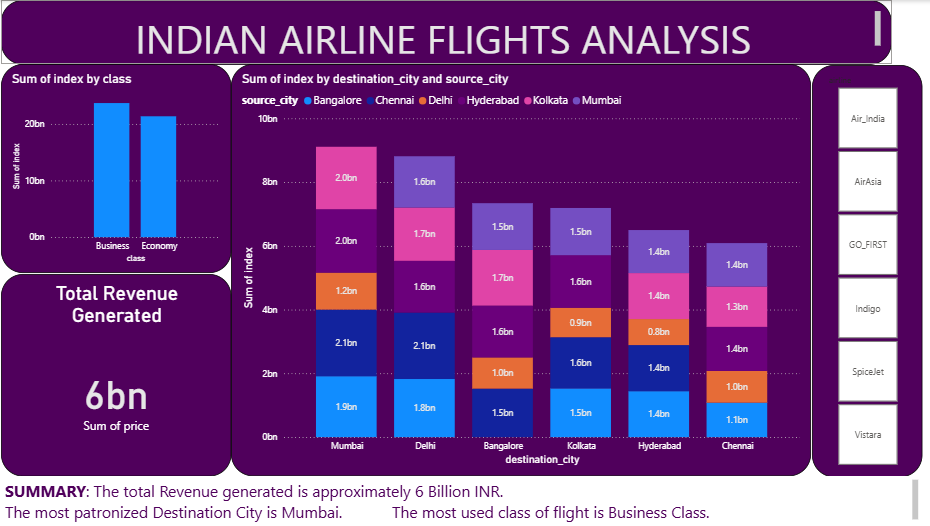 INDIAN AIRLINE FLIGHTS ANALYSIS
Sum of index by class
20bn
10bn
0bn
Sum of index
Business Economy
class
Total Revenue
Generated
6bn
Sum of price
Sum of index by destination_city and source_city
source_city Bangalore Chennai Delhi Hyderabad Kolkata Mumbai
10bn
8bn
6bn
4bn
2bn
0bn
Sum of index
2.0bn
2.0bn
1.2bn
2.1bn
1.9bn
1.6bn
1.7bn
1.6bn
2.1bn
1.8bn
1.5bn
1.7bn
1.6bn
1.0bn
1.5bn
1.5bn
1.6bn
0.9bn
1.6bn
1.5bn
1.4bn
1.4bn
0.8bn
1.4bn
1.4bn
1.4bn
1.3bn
1.4bn
1.0bn
1.1bn
Mumbai Delhi Bangalore Kolkata Hyderabad Chennai
destination_city
Air_India
AirAsia
GO_FIRST
Indigo
SpiceJet
Vistara
SUMMARY: The total Revenue generated is approximately 6 Billion INR.
The most patronized Destination City is Mumbai. The most used class of flight is Business Class.